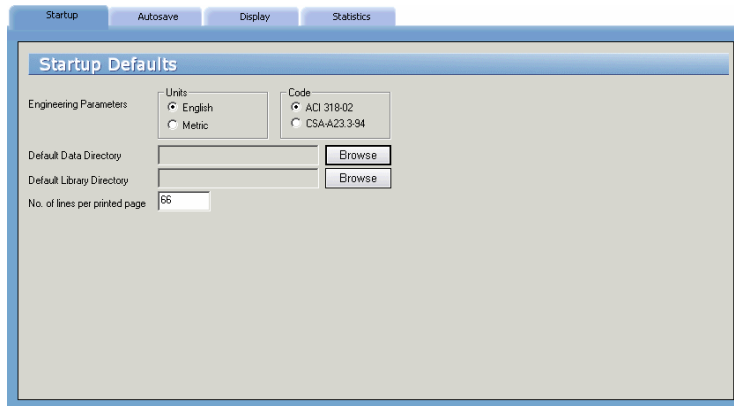 Startup Autosave Display Statistics
Startup Defaults
Units Code
Engineering Parameters English ACI 318-02
Metric CSA-A23.3-94
Default Data Directory Browse
Default Library Directory Browse
No. of lines per printed page 66